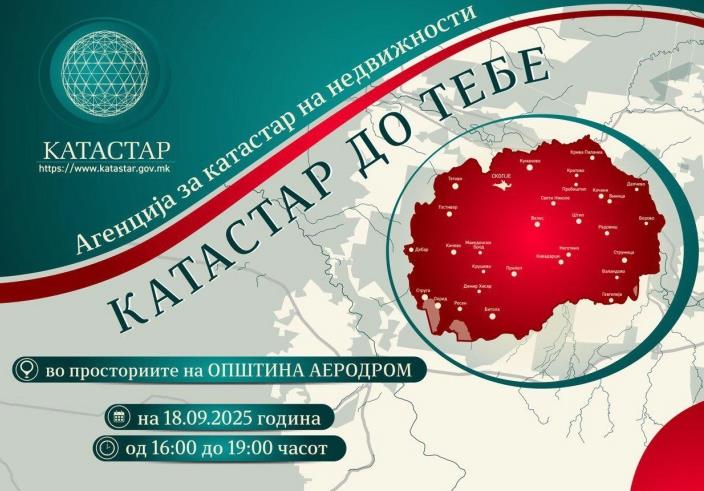 КАТАСТАР
https://www.katastar.gov.mk
Агенција за катастар на недвижности
КАТАСТАР ДО ТЕБЕ
Крива Паланка
Куманово
Тетово
СКОПЈЕ
Кратово
Пробиштип
Кочани
Делчево
Свети Николе
Виница
Гостивар
Велес
Штип
Берово
Радовиш
Дебар
Кичево
Македонски
Брод
Неготино
Кавадарци
Струмица
Крушево
Прилеп
Валандово
Демир Хисар
Струга
Охрид
Ресен
Битола
Гевгелија
во просториите на ОПШТИНА АЕРОДРОМ
на 18.09.2025 година
од 16:00 до 19:00 часот